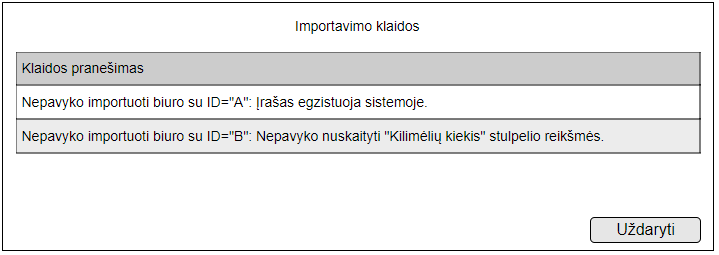 Importavimo klaidos
Klaidos pranešimas
Nepavyko importuoti biuro su ID="A": Įrašas egzistuoja sistemoje.
Nepavyko importuoti biuro su ID="B": Nepavyko nuskaityti "Kilimėlių kiekis" stulpelio reikšmės.
Uždaryti